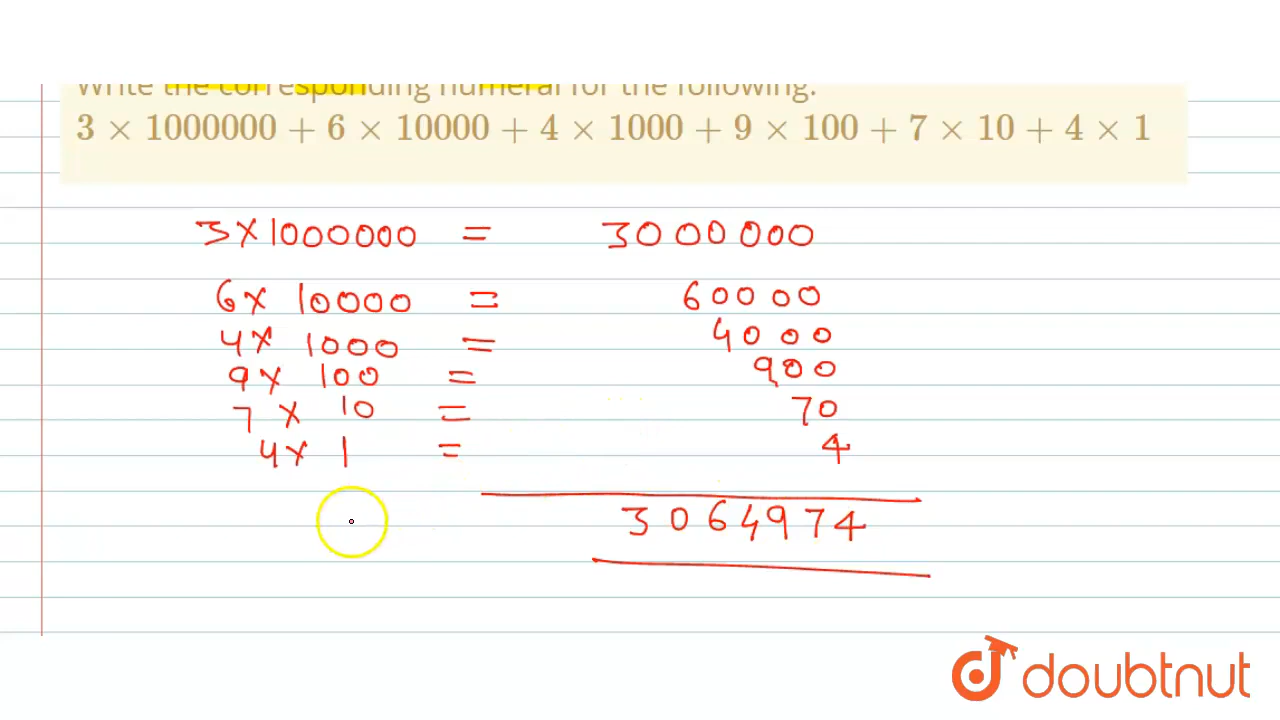 Write the corresponding numeral for the following:
3 × 1000000 + 6 × 10000 + 4 × 1000 + 9 × 100 + 7 × 10 + 4 × 1
3 × 1000000 = 3000000
6 × 10000 = 60000
4 × 1000 = 4000
9 × 100 = 900
7 × 10 = 70
4 × 1 = 4
3064974
doubtnut